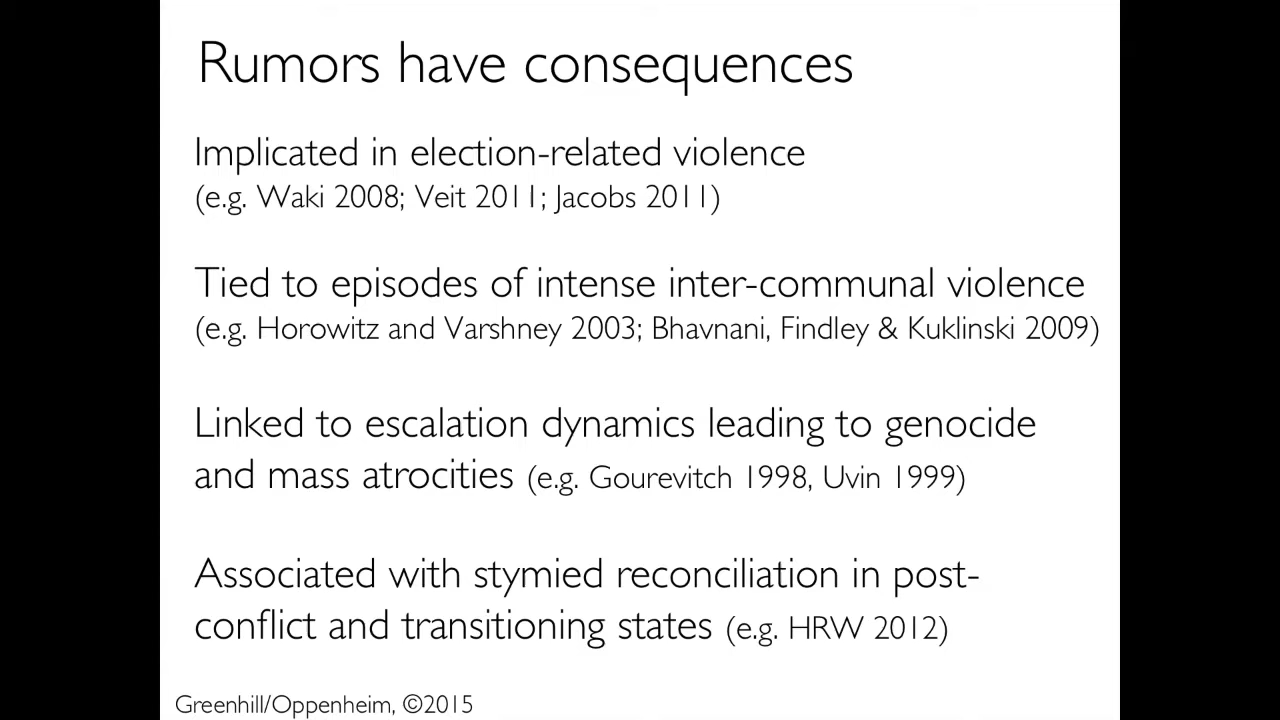 Rumors have consequences
Implicated in election-related violence
(e.g. Waki 2008; Veit 2011; Jacobs 2011)
Tied to episodes of intense inter-communal violence
(e.g. Horowitz and Varshney 2003; Bhavnani, Findley & Kuklinski 2009)
Linked to escalation dynamics leading to genocide
and mass atrocities (e.g. Gourevitch 1998, Uvin 1999)
Associated with stymied reconciliation in post-
conflict and transitioning states (e.g. HRW 2012)
Greenhill/Oppenheim, ©2015